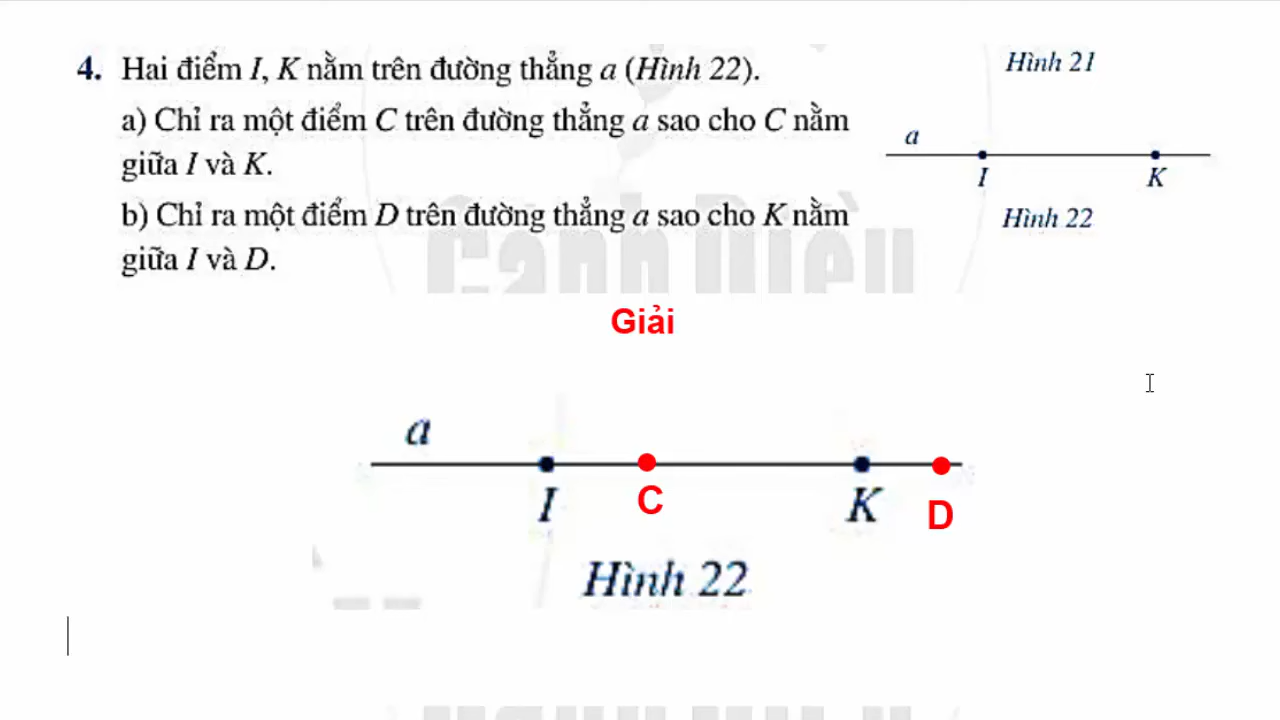 4. Hai điểm I, K nằm trên đường thẳng a (Hình 22).
a) Chỉ ra một điểm C trên đường thẳng a sao cho C nằm
giữa I và K.
b) Chỉ ra một điểm D trên đường thẳng a sao cho K nằm
giữa I và D.
Hình 21
a
I K
Hình 22
Cánh Diều
Giải
a
I C K D
Hình 22